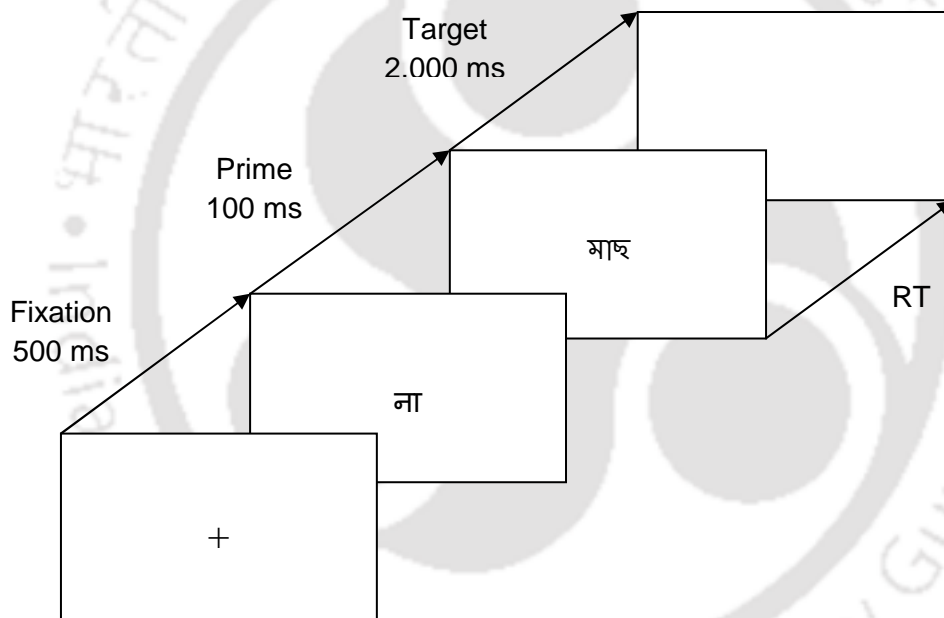 Target
2.000 ms
Prime
100 ms
মাছ
RT
Fixation
500 ms
না
+